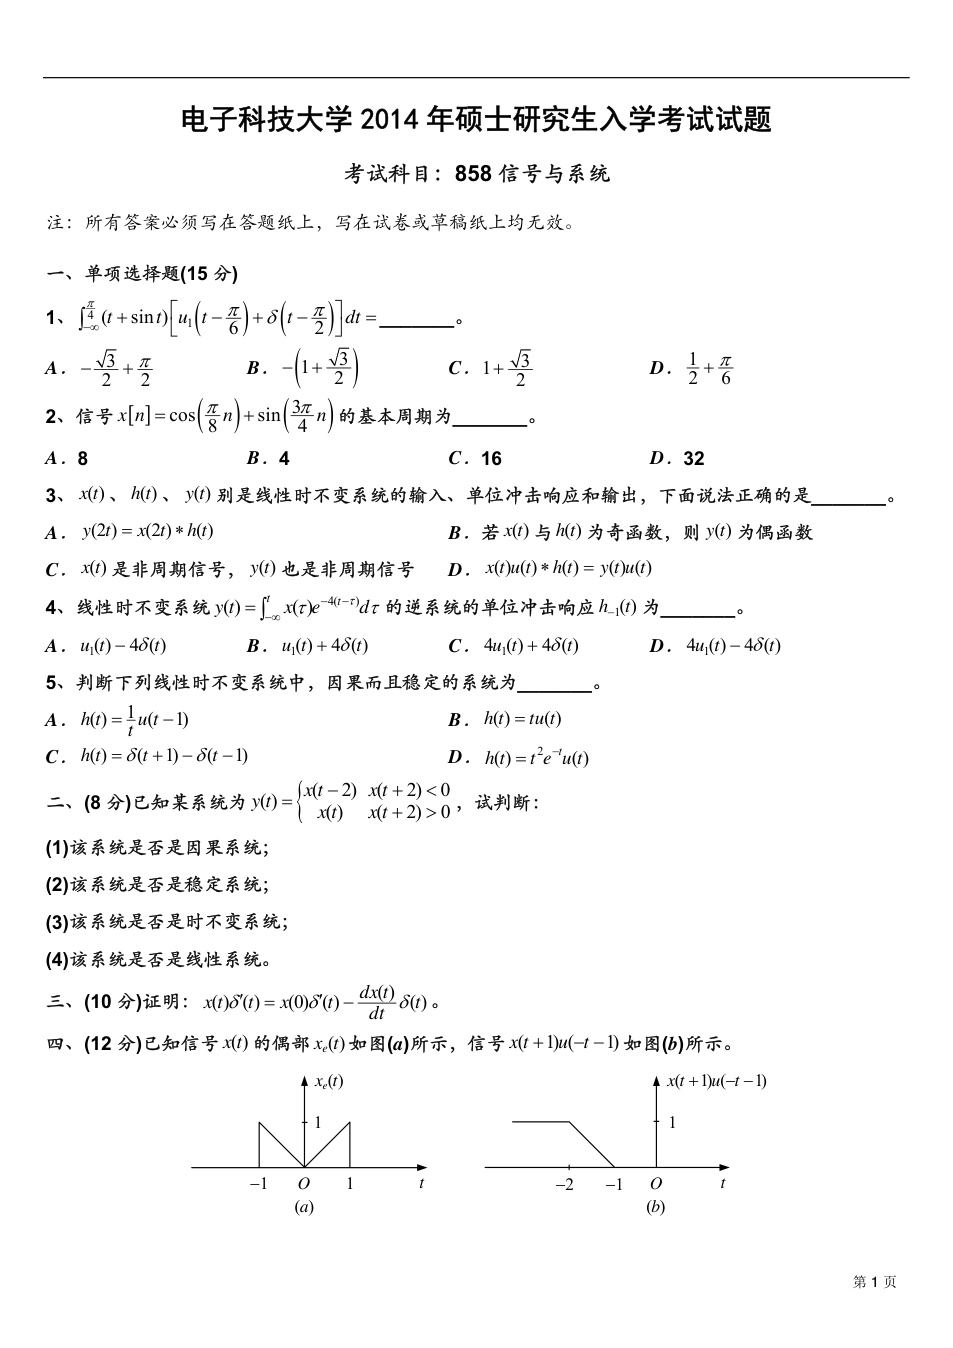 电子科技大学 2014 年硕士研究生入学考试试题
考试科目：858 信号与系统
注：所有答案必须写在答题纸上，写在试卷或草稿纸上均无效。
一、单项选择题(15 分)
1、∫_{-∞}^{π/4} (t + sin t)[u₁(t − π/6) + δ(t − π/2)]dt = ________。
A．−√3/2 + π/2 B．−(1 + √3/2) C．1 + √3/2 D．1/2 + π/6
2、信号 x[n] = cos(π/8 n) + sin(3π/4 n) 的基本周期为________。
A．8 B．4 C．16 D．32
3、x(t)、h(t)、y(t) 别是线性时不变系统的输入、单位冲击响应和输出，下面说法正确的是________。
A．y(2t) = x(2t) ∗ h(t) B．若 x(t) 与 h(t) 为奇函数，则 y(t) 为偶函数
C．x(t) 是非周期信号，y(t) 也是非周期信号 D．x(t)u(t) ∗ h(t) = y(t)u(t)
4、线性时不变系统 y(t) = ∫_{-∞}^{t} x(τ)e^{−4(t−τ)}dτ 的逆系统的单位冲击响应 h₋₁(t) 为________。
A．u₁(t) − 4δ(t) B．u₁(t) + 4δ(t) C．4u₁(t) + 4δ(t) D．4u₁(t) − 4δ(t)
5、判断下列线性时不变系统中，因果而且稳定的系统为________。
A．h(t) = 1/t u(t − 1) B．h(t) = tu(t)
C．h(t) = δ(t + 1) − δ(t − 1) D．h(t) = t²e^{−t}u(t)
二、(8 分)已知某系统为 y(t) = { x(t − 2) x(t + 2) < 0
x(t) x(t + 2) > 0 ，试判断：
(1)该系统是否是因果系统；
(2)该系统是否是稳定系统；
(3)该系统是否是时不变系统；
(4)该系统是否是线性系统。
三、(10 分)证明：x(t)δ′(t) = x(0)δ′(t) − dx(t)/dt δ(t)。
四、(12 分)已知信号 x(t) 的偶部 xₑ(t) 如图(a)所示，信号 x(t + 1)u(−t − 1) 如图(b)所示。
xₑ(t) x(t + 1)u(−t − 1)
1 1
−1 O 1 t −2 −1 O t
(a) (b)
第 1 页